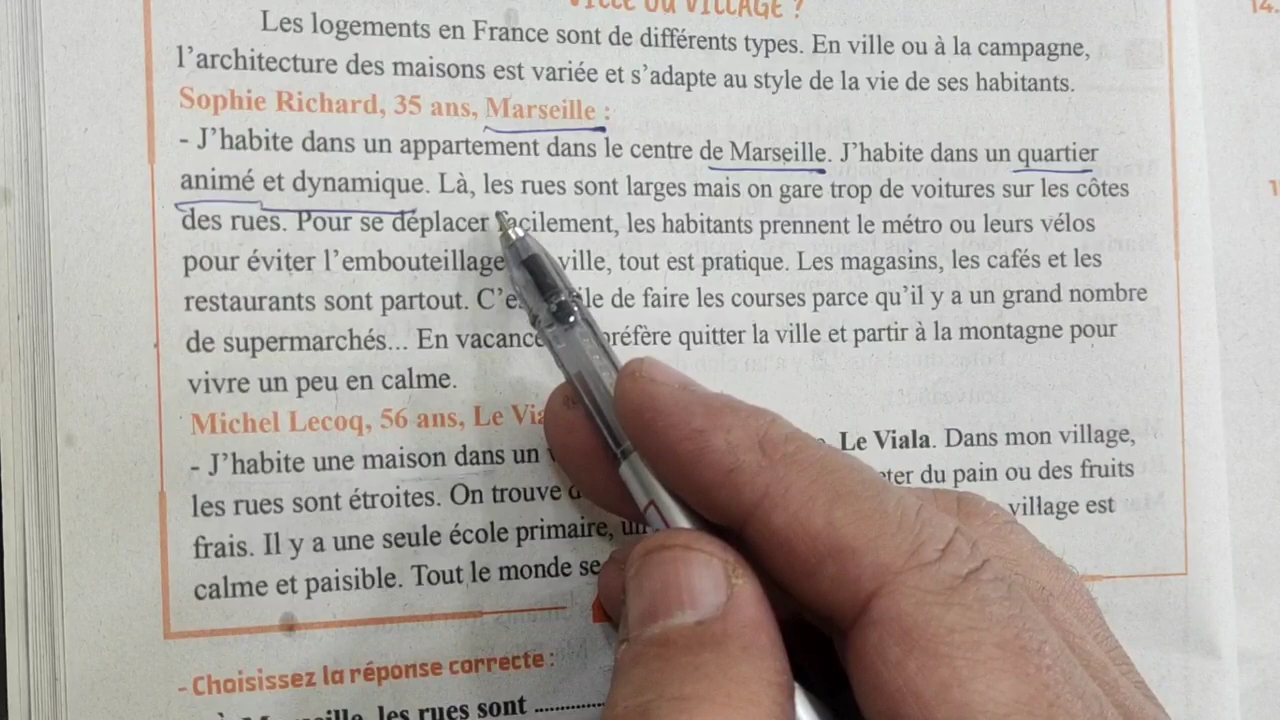 VILLE OU VILLAGE ?
Les logements en France sont de différents types. En ville ou à la campagne,
l'architecture des maisons est variée et s'adapte au style de la vie de ses habitants.
Sophie Richard, 35 ans, Marseille :
- J'habite dans un appartement dans le centre de Marseille. J'habite dans un quartier
animé et dynamique. Là, les rues sont larges mais on gare trop de voitures sur les côtes
des rues. Pour se déplacer facilement, les habitants prennent le métro ou leurs vélos
pour éviter l'embouteillage ville, tout est pratique. Les magasins, les cafés et les
restaurants sont partout. de faire les courses parce qu'il y a un grand nombre
de supermarchés... En préfère quitter la ville et partir à la montagne pour
vivre un peu en calme.
Michel Lecoq, 56 ans, Le
- J'habite une maison dans un Le Viala. Dans mon village,
les rues sont étroites. On trouve du pain ou des fruits
frais. Il y a une seule école primaire, village est
calme et paisible. Tout le monde se
- Choisissez la réponse correcte :
les rues sont ............
14.